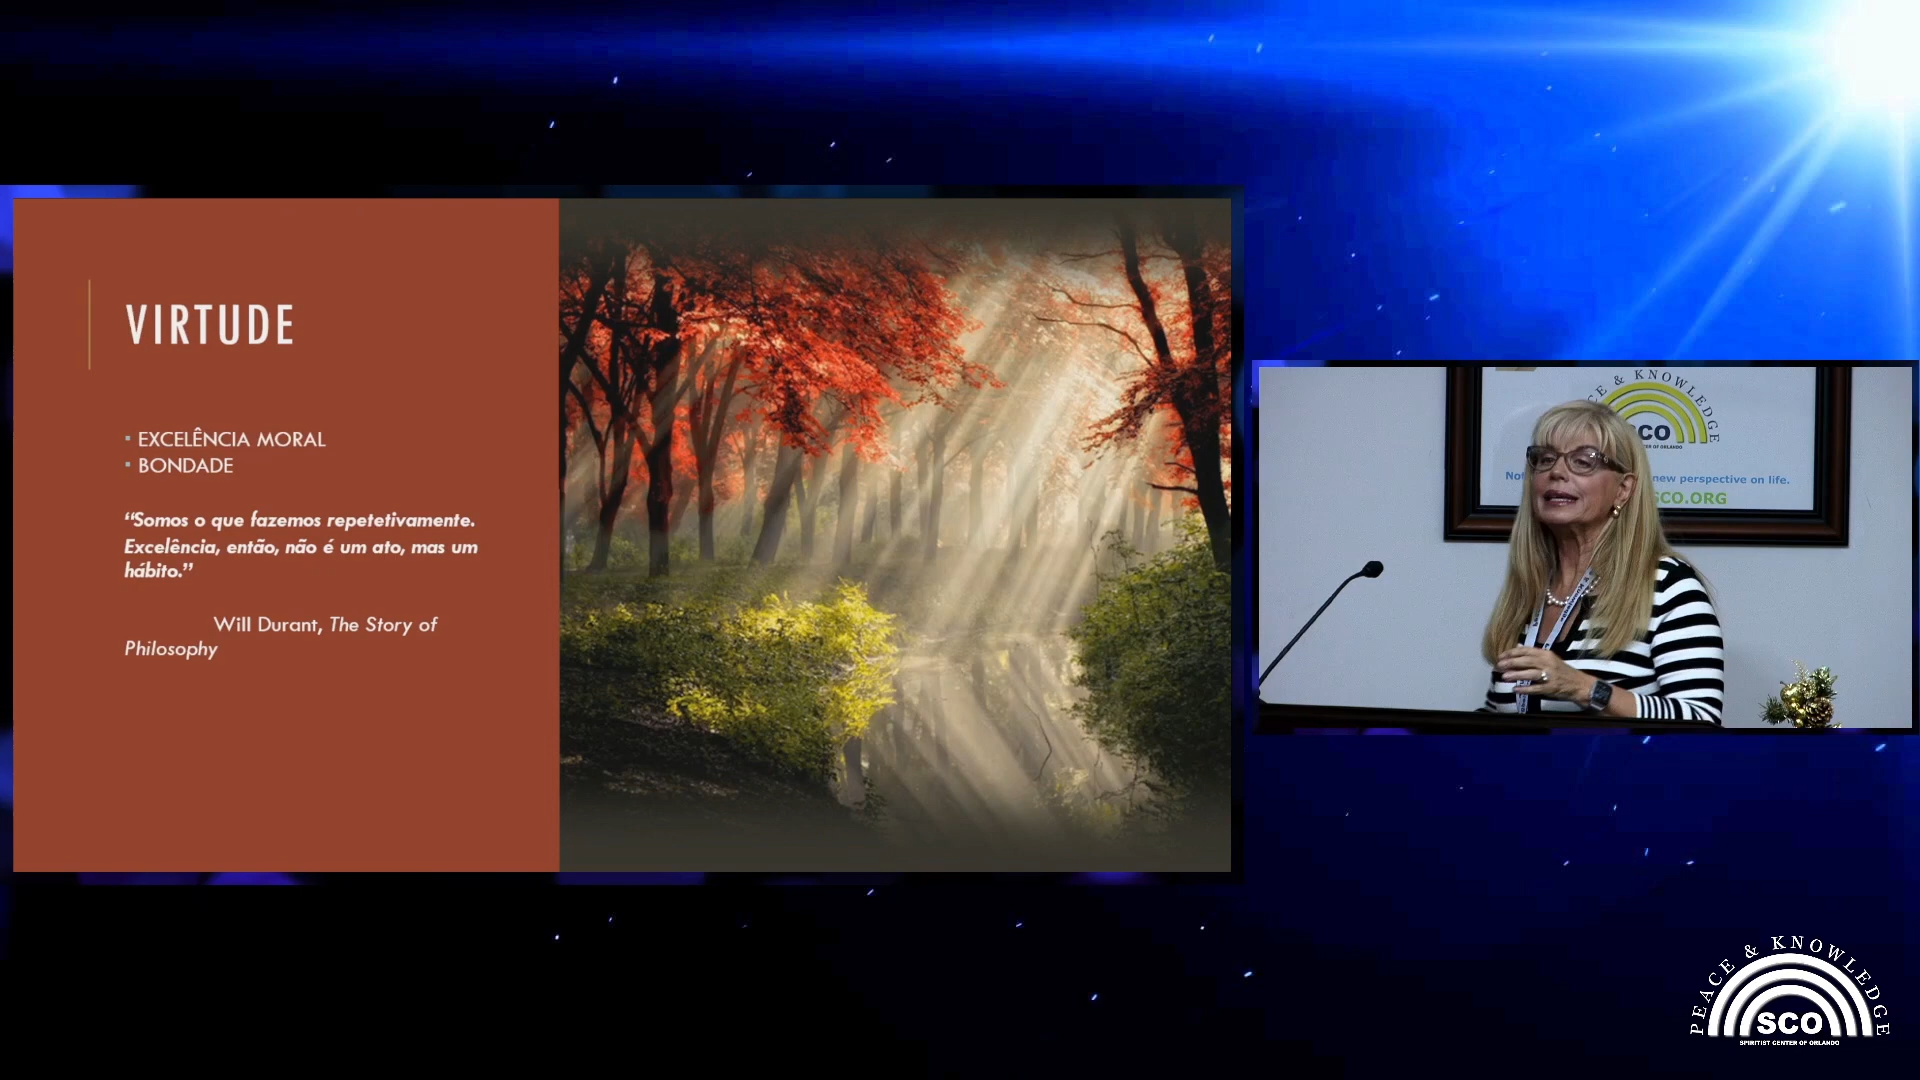 VIRTUDE
▪ EXCELÊNCIA MORAL
▪ BONDADE
“Somos o que fazemos repetetivamente.
Excelência, então, não é um ato, mas um
hábito.”
Will Durant, The Story of
Philosophy
& KNOWLEDGE
SCO
new perspective on life.
SCO.ORG
PEACE & KNOWLEDGE
SCO
SPIRITIST CENTER OF ORLANDO